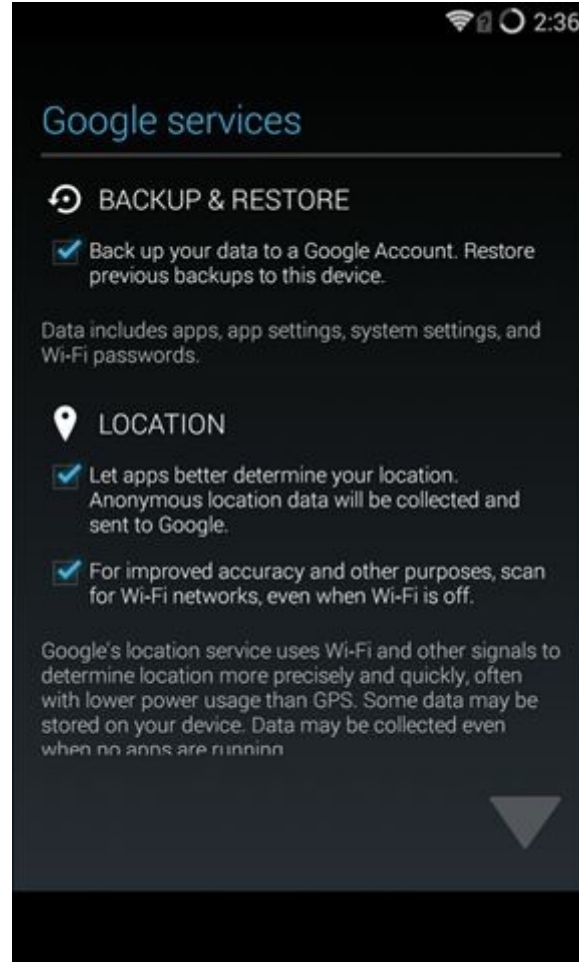 2:36
Google services
BACKUP & RESTORE
Back up your data to a Google Account. Restore
previous backups to this device.
Data includes apps, app settings, system settings, and
Wi-Fi passwords.
LOCATION
Let apps better determine your location.
Anonymous location data will be collected and
sent to Google.
For improved accuracy and other purposes, scan
for Wi-Fi networks, even when Wi-Fi is off.
Google's location service uses Wi-Fi and other signals to
determine location more precisely and quickly, often
with lower power usage than GPS. Some data may be
stored on your device. Data may be collected even
when no apps are running